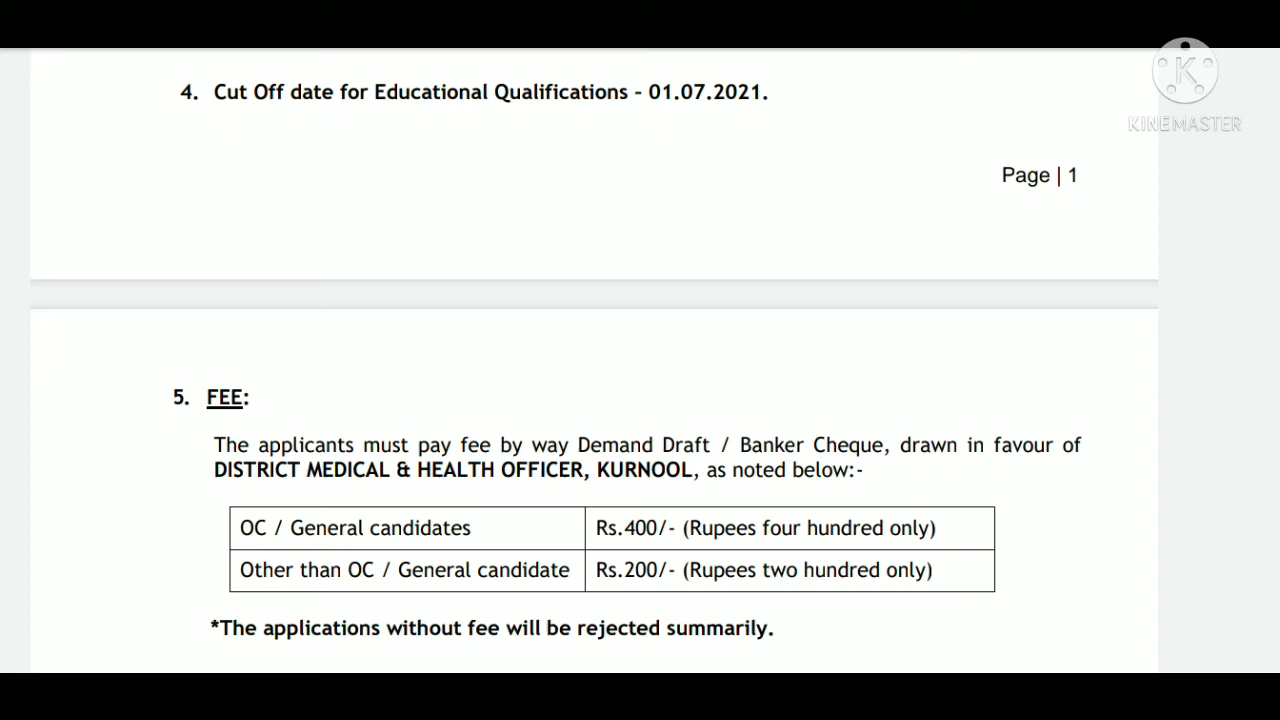 4. Cut Off date for Educational Qualifications - 01.07.2021.
K
KINEMASTER
Page | 1
5. FEE:
The applicants must pay fee by way Demand Draft / Banker Cheque, drawn in favour of
DISTRICT MEDICAL & HEALTH OFFICER, KURNOOL, as noted below:-
OC / General candidates Rs.400/- (Rupees four hundred only)
Other than OC / General candidate Rs.200/- (Rupees two hundred only)
*The applications without fee will be rejected summarily.